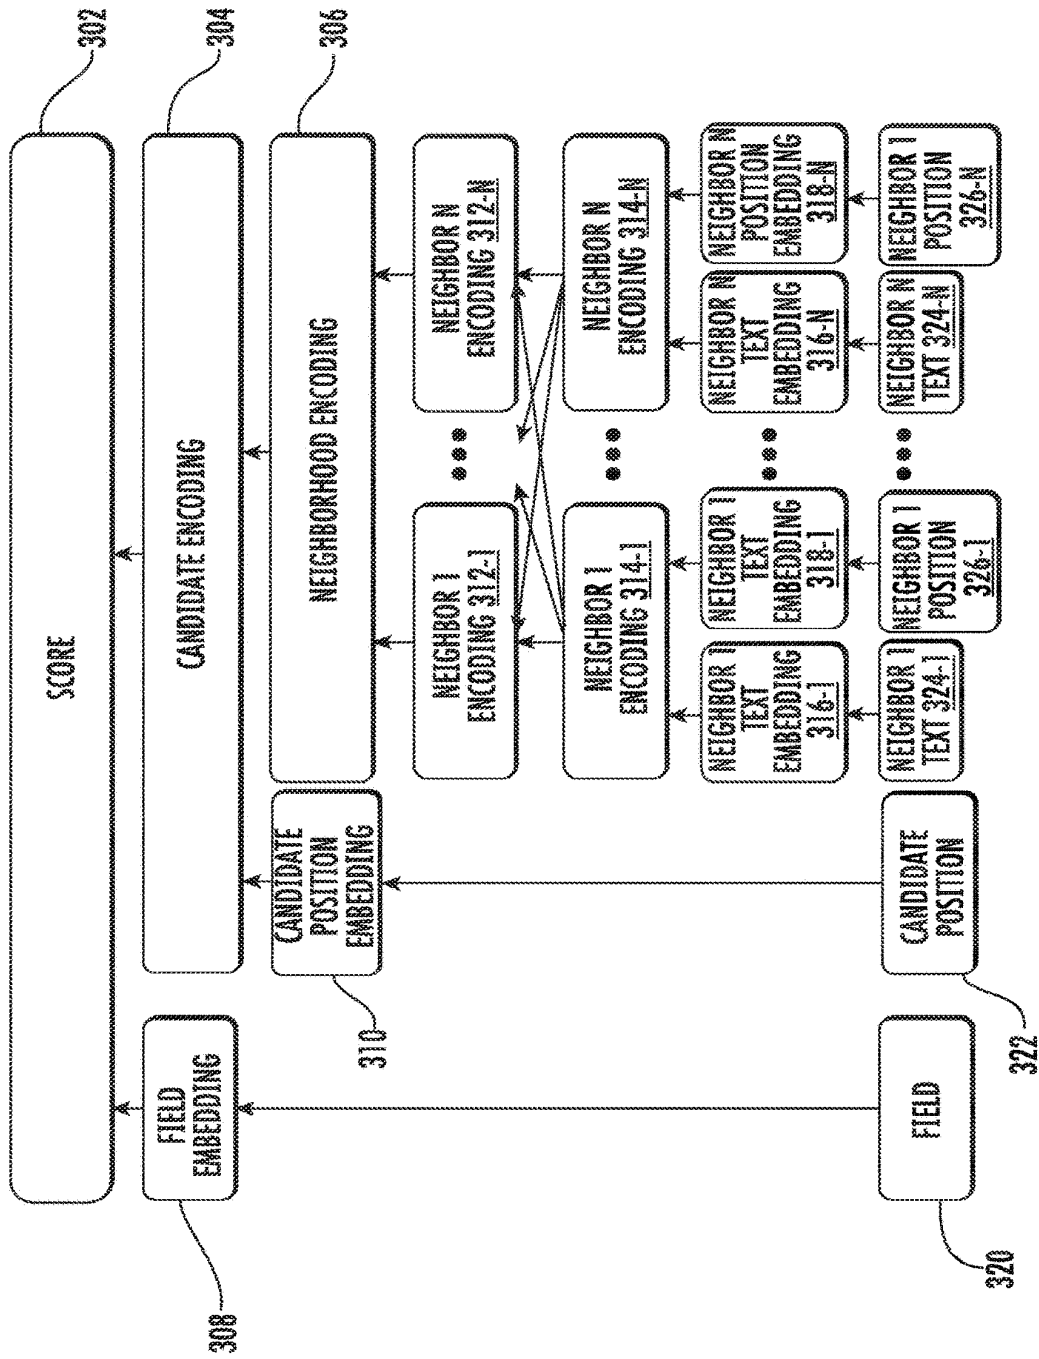 SCORE
302
FIELD
EMBEDDING
308
CANDIDATE ENCODING
304
CANDIDATE
POSITION
EMBEDDING
310
NEIGHBORHOOD ENCODING
306
NEIGHBOR 1
ENCODING 312-1
NEIGHBOR N
ENCODING 312-N
NEIGHBOR 1
ENCODING 314-1
NEIGHBOR N
ENCODING 314-N
NEIGHBOR 1
TEXT
EMBEDDING
316-1
NEIGHBOR 1
TEXT
EMBEDDING
318-1
NEIGHBOR N
TEXT
EMBEDDING
316-N
NEIGHBOR N
POSITION
EMBEDDING
318-N
FIELD
320
CANDIDATE
POSITION
322
NEIGHBOR 1
TEXT 324-1
NEIGHBOR 1
POSITION
326-1
NEIGHBOR N
TEXT 324-N
NEIGHBOR 1
POSITION
326-N